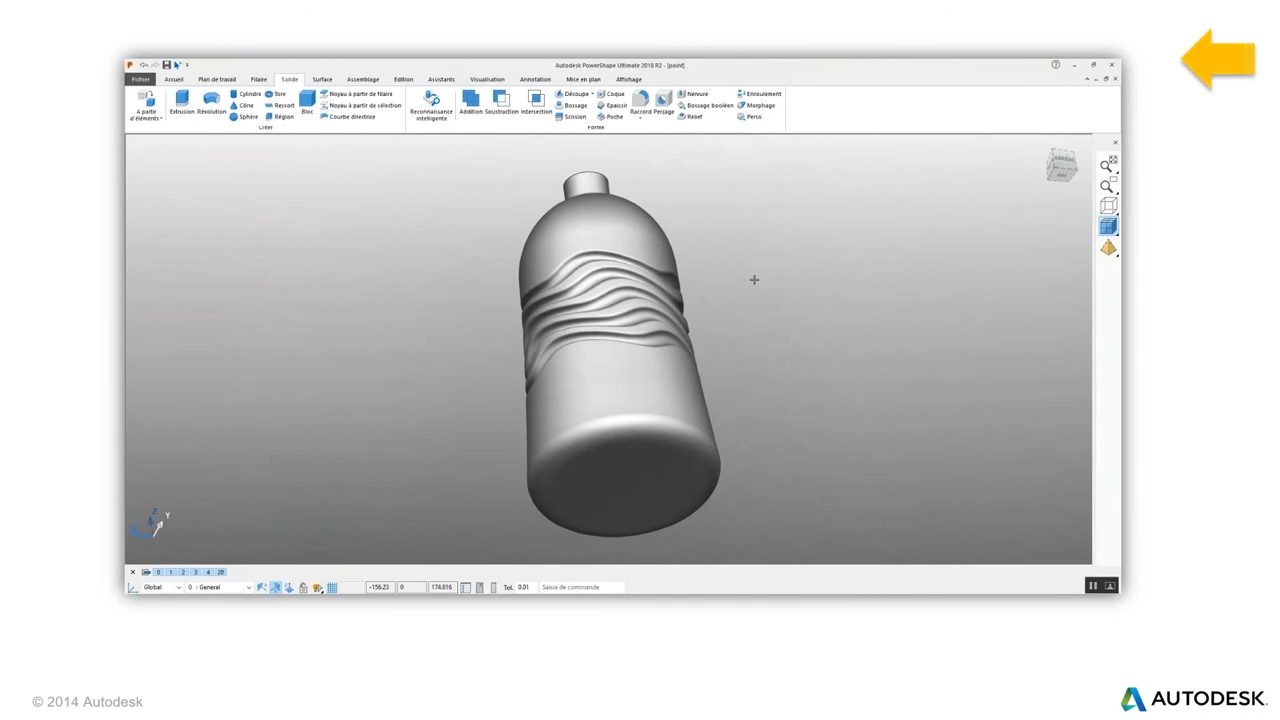 Autodesk PowerShape Ultimate 2018 R2 - [point]
Fichier Accueil Plan de travail Filaire Solide Surface Assemblage Edition Assistants Visualisation Annotation Mise en plan Affichage
A partir d'éléments
Extrusion
Révolution
Cylindre
Cône
Sphère
Tore
Ressort
Région
Bloc
Noyau à partir de filaire
Noyau à partir de sélection
Courbe directrice
Créer
Reconnaissance intelligente
Addition
Soustraction
Intersection
Découpe
Bossage
Scission
Coque
Epaissir
Poche
Raccord
Perçage
Nervure
Bossage booléen
Relief
Enroulement
Morphage
Perso
Forme
Z
Y
0 1 2 3 4 20
Global 0 : General -156.23 0 174.616 Tol. 0.01 Saisie de commande
© 2014 Autodesk
AUTODESK.